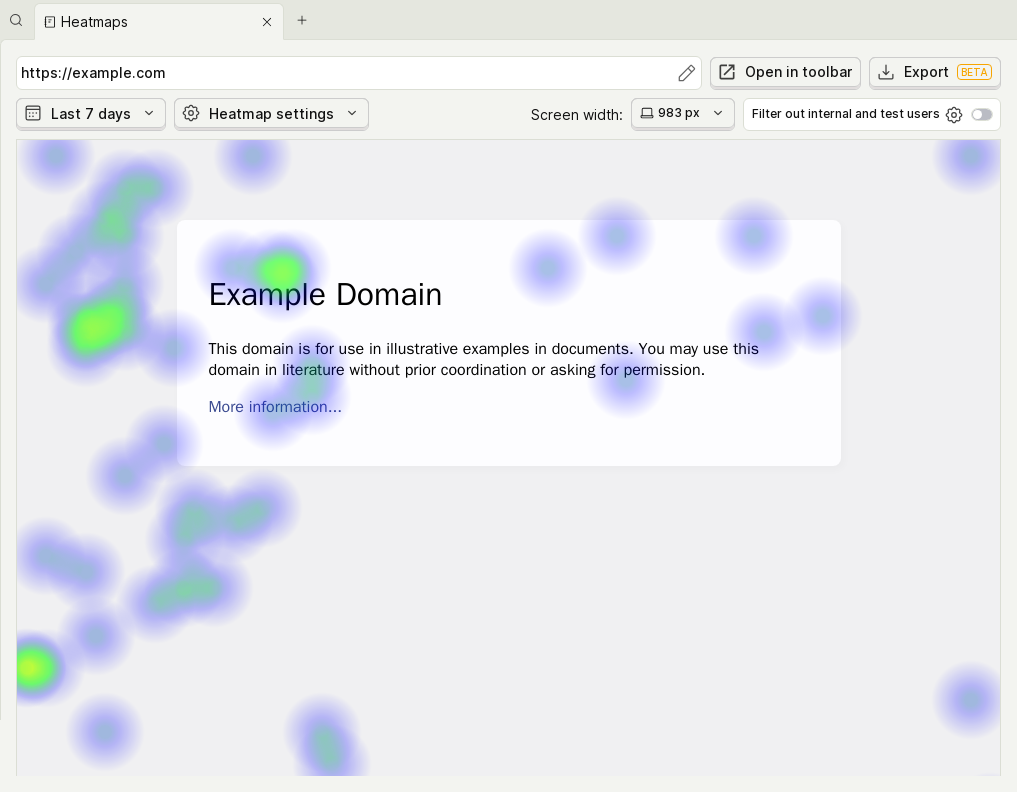 Heatmaps
https://example.com
Open in toolbar
Export BETA
Last 7 days
Heatmap settings
Screen width:
983 px
Filter out internal and test users
Example Domain
This domain is for use in illustrative examples in documents. You may use this
domain in literature without prior coordination or asking for permission.
More information...